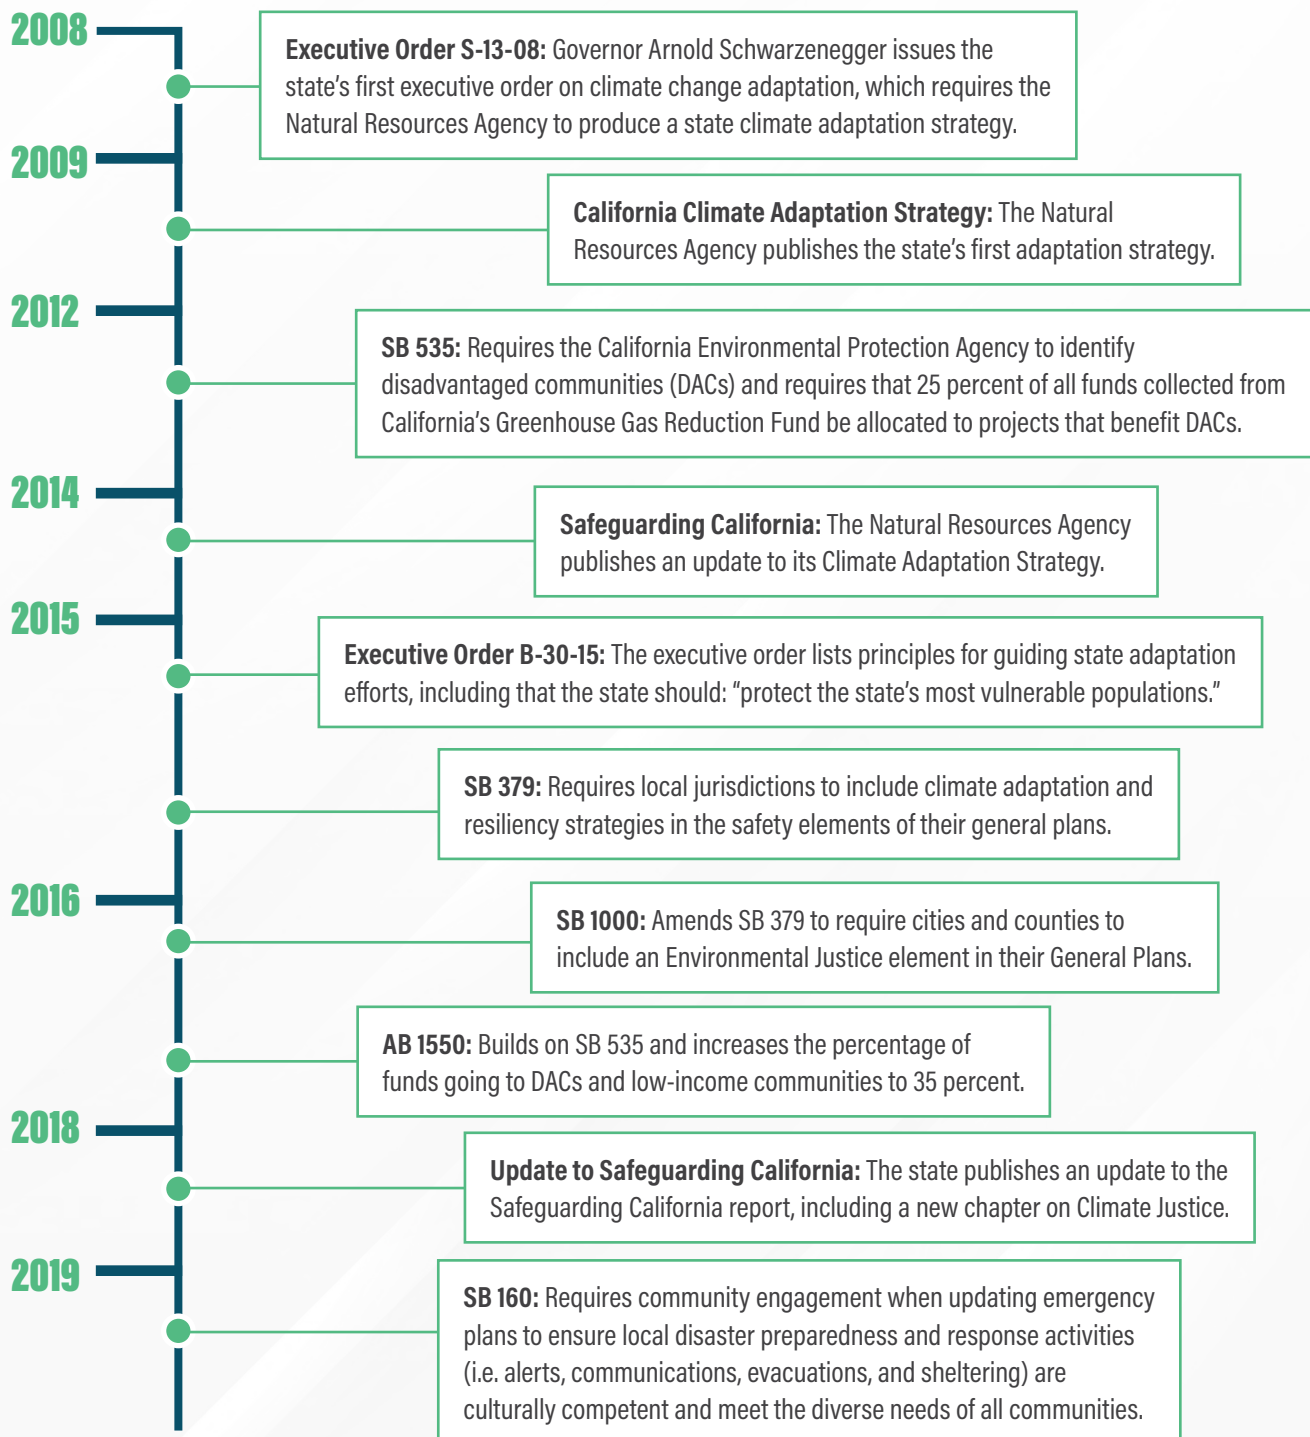 2008
Executive Order S-13-08: Governor Arnold Schwarzenegger issues the
state’s first executive order on climate change adaptation, which requires the
Natural Resources Agency to produce a state climate adaptation strategy.
2009
California Climate Adaptation Strategy: The Natural
Resources Agency publishes the state’s first adaptation strategy.
2012
SB 535: Requires the California Environmental Protection Agency to identify
disadvantaged communities (DACs) and requires that 25 percent of all funds collected from
California’s Greenhouse Gas Reduction Fund be allocated to projects that benefit DACs.
2014
Safeguarding California: The Natural Resources Agency
publishes an update to its Climate Adaptation Strategy.
2015
Executive Order B-30-15: The executive order lists principles for guiding state adaptation
efforts, including that the state should: “protect the state’s most vulnerable populations.”
SB 379: Requires local jurisdictions to include climate adaptation and
resiliency strategies in the safety elements of their general plans.
2016
SB 1000: Amends SB 379 to require cities and counties to
include an Environmental Justice element in their General Plans.
AB 1550: Builds on SB 535 and increases the percentage of
funds going to DACs and low-income communities to 35 percent.
2018
Update to Safeguarding California: The state publishes an update to the
Safeguarding California report, including a new chapter on Climate Justice.
2019
SB 160: Requires community engagement when updating emergency
plans to ensure local disaster preparedness and response activities
(i.e. alerts, communications, evacuations, and sheltering) are
culturally competent and meet the diverse needs of all communities.